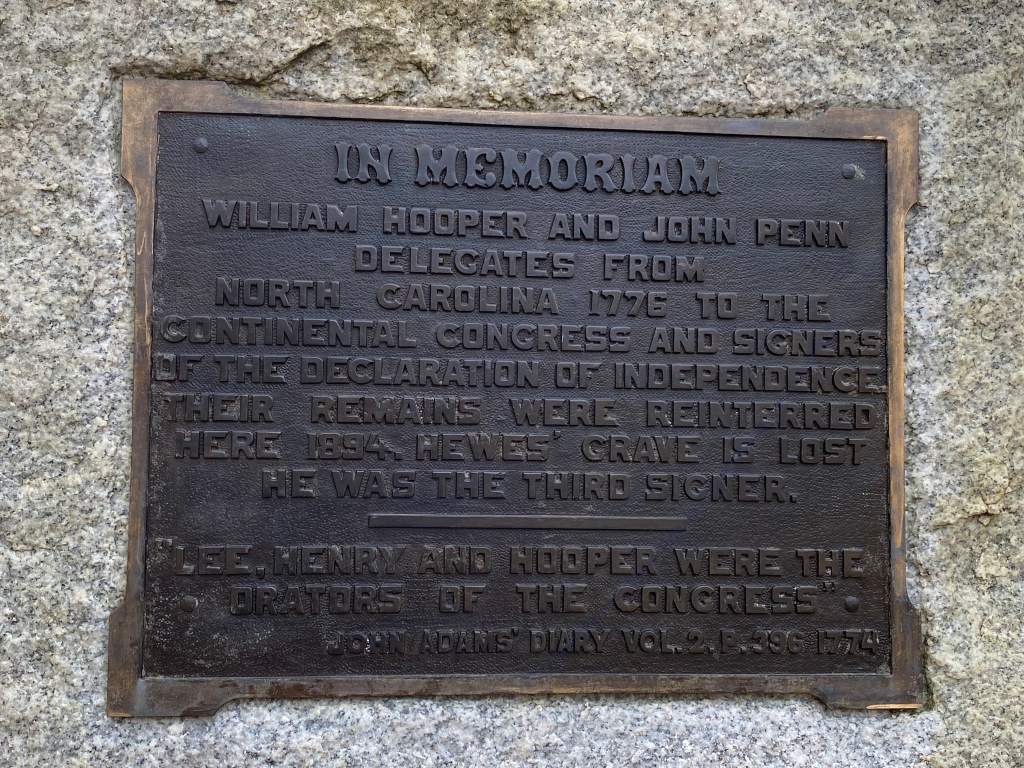 IN MEMORIAM
WILLIAM HOOPER AND JOHN PENN
DELEGATES FROM
NORTH CAROLINA 1776 TO THE
CONTINENTAL CONGRESS AND SIGNERS
OF THE DECLARATION OF INDEPENDENCE.
THEIR REMAINS WERE REINTERRED
HERE 1894. HEWES' GRAVE IS LOST
HE WAS THE THIRD SIGNER.
"LEE, HENRY AND HOOPER WERE THE
ORATORS OF THE CONGRESS"
JOHN ADAMS' DIARY VOL. 2. P. 396 1774